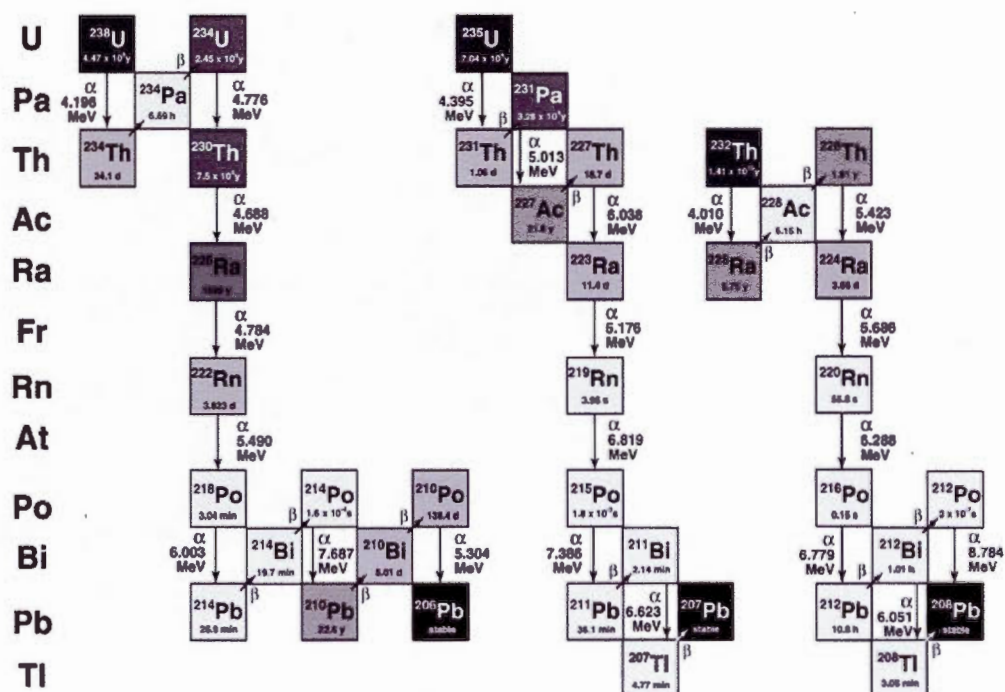 U
²³⁸U
4.47 x 10⁹y
²³⁴U
2.45 x 10⁵y
²³⁵U
β
Pa
α
4.196
MeV
²³⁴Pa
6.69 h
α
4.776
MeV
α
4.395
MeV
²³¹Pa
3.28 x 10⁴y
β
Th
²³⁴Th
24.1 d
²³⁰Th
7.5 x 10⁴y
²³¹Th
1.06 d
α
5.013
MeV
²²⁷Th
18.7 d
²³²Th
²²⁸Th
1.91 y
β
β
Ac
α
4.688
MeV
²²⁷Ac
21.8 y
α
6.038
MeV
α
4.010
MeV
²²⁸Ac
6.15 h
α
5.423
MeV
β
Ra
²²⁶Ra
²²³Ra
11.4 d
²²⁸Ra
5.75 y
²²⁴Ra
3.66 d
Fr
α
4.784
MeV
α
5.176
MeV
α
5.686
MeV
Rn
²²²Rn
3.823 d
²¹⁹Rn
3.96 s
²²⁰Rn
55.6 s
At
α
5.490
MeV
α
6.819
MeV
α
6.288
MeV
Po
²¹⁸Po
3.04 min
²¹⁴Po
²¹⁰Po
138.4 d
²¹⁵Po
²¹⁶Po
0.15 s
²¹²Po
β
β
β
Bi
α
6.003
MeV
²¹⁴Bi
19.7 min
α
7.687
MeV
²¹⁰Bi
5.01 d
α
5.304
MeV
α
7.386
MeV
²¹¹Bi
2.14 min
α
6.779
MeV
²¹²Bi
1.01 h
α
8.784
MeV
β
β
β
β
Pb
²¹⁴Pb
26.9 min
²¹⁰Pb
22.6 y
²⁰⁶Pb
stable
²¹¹Pb
36.1 min
α
6.623
MeV
²⁰⁷Pb
stable
²¹²Pb
10.6 h
α
6.051
MeV
²⁰⁸Pb
stable
β
β
Tl
²⁰⁷Tl
4.77 min
²⁰⁸Tl
3.05 min